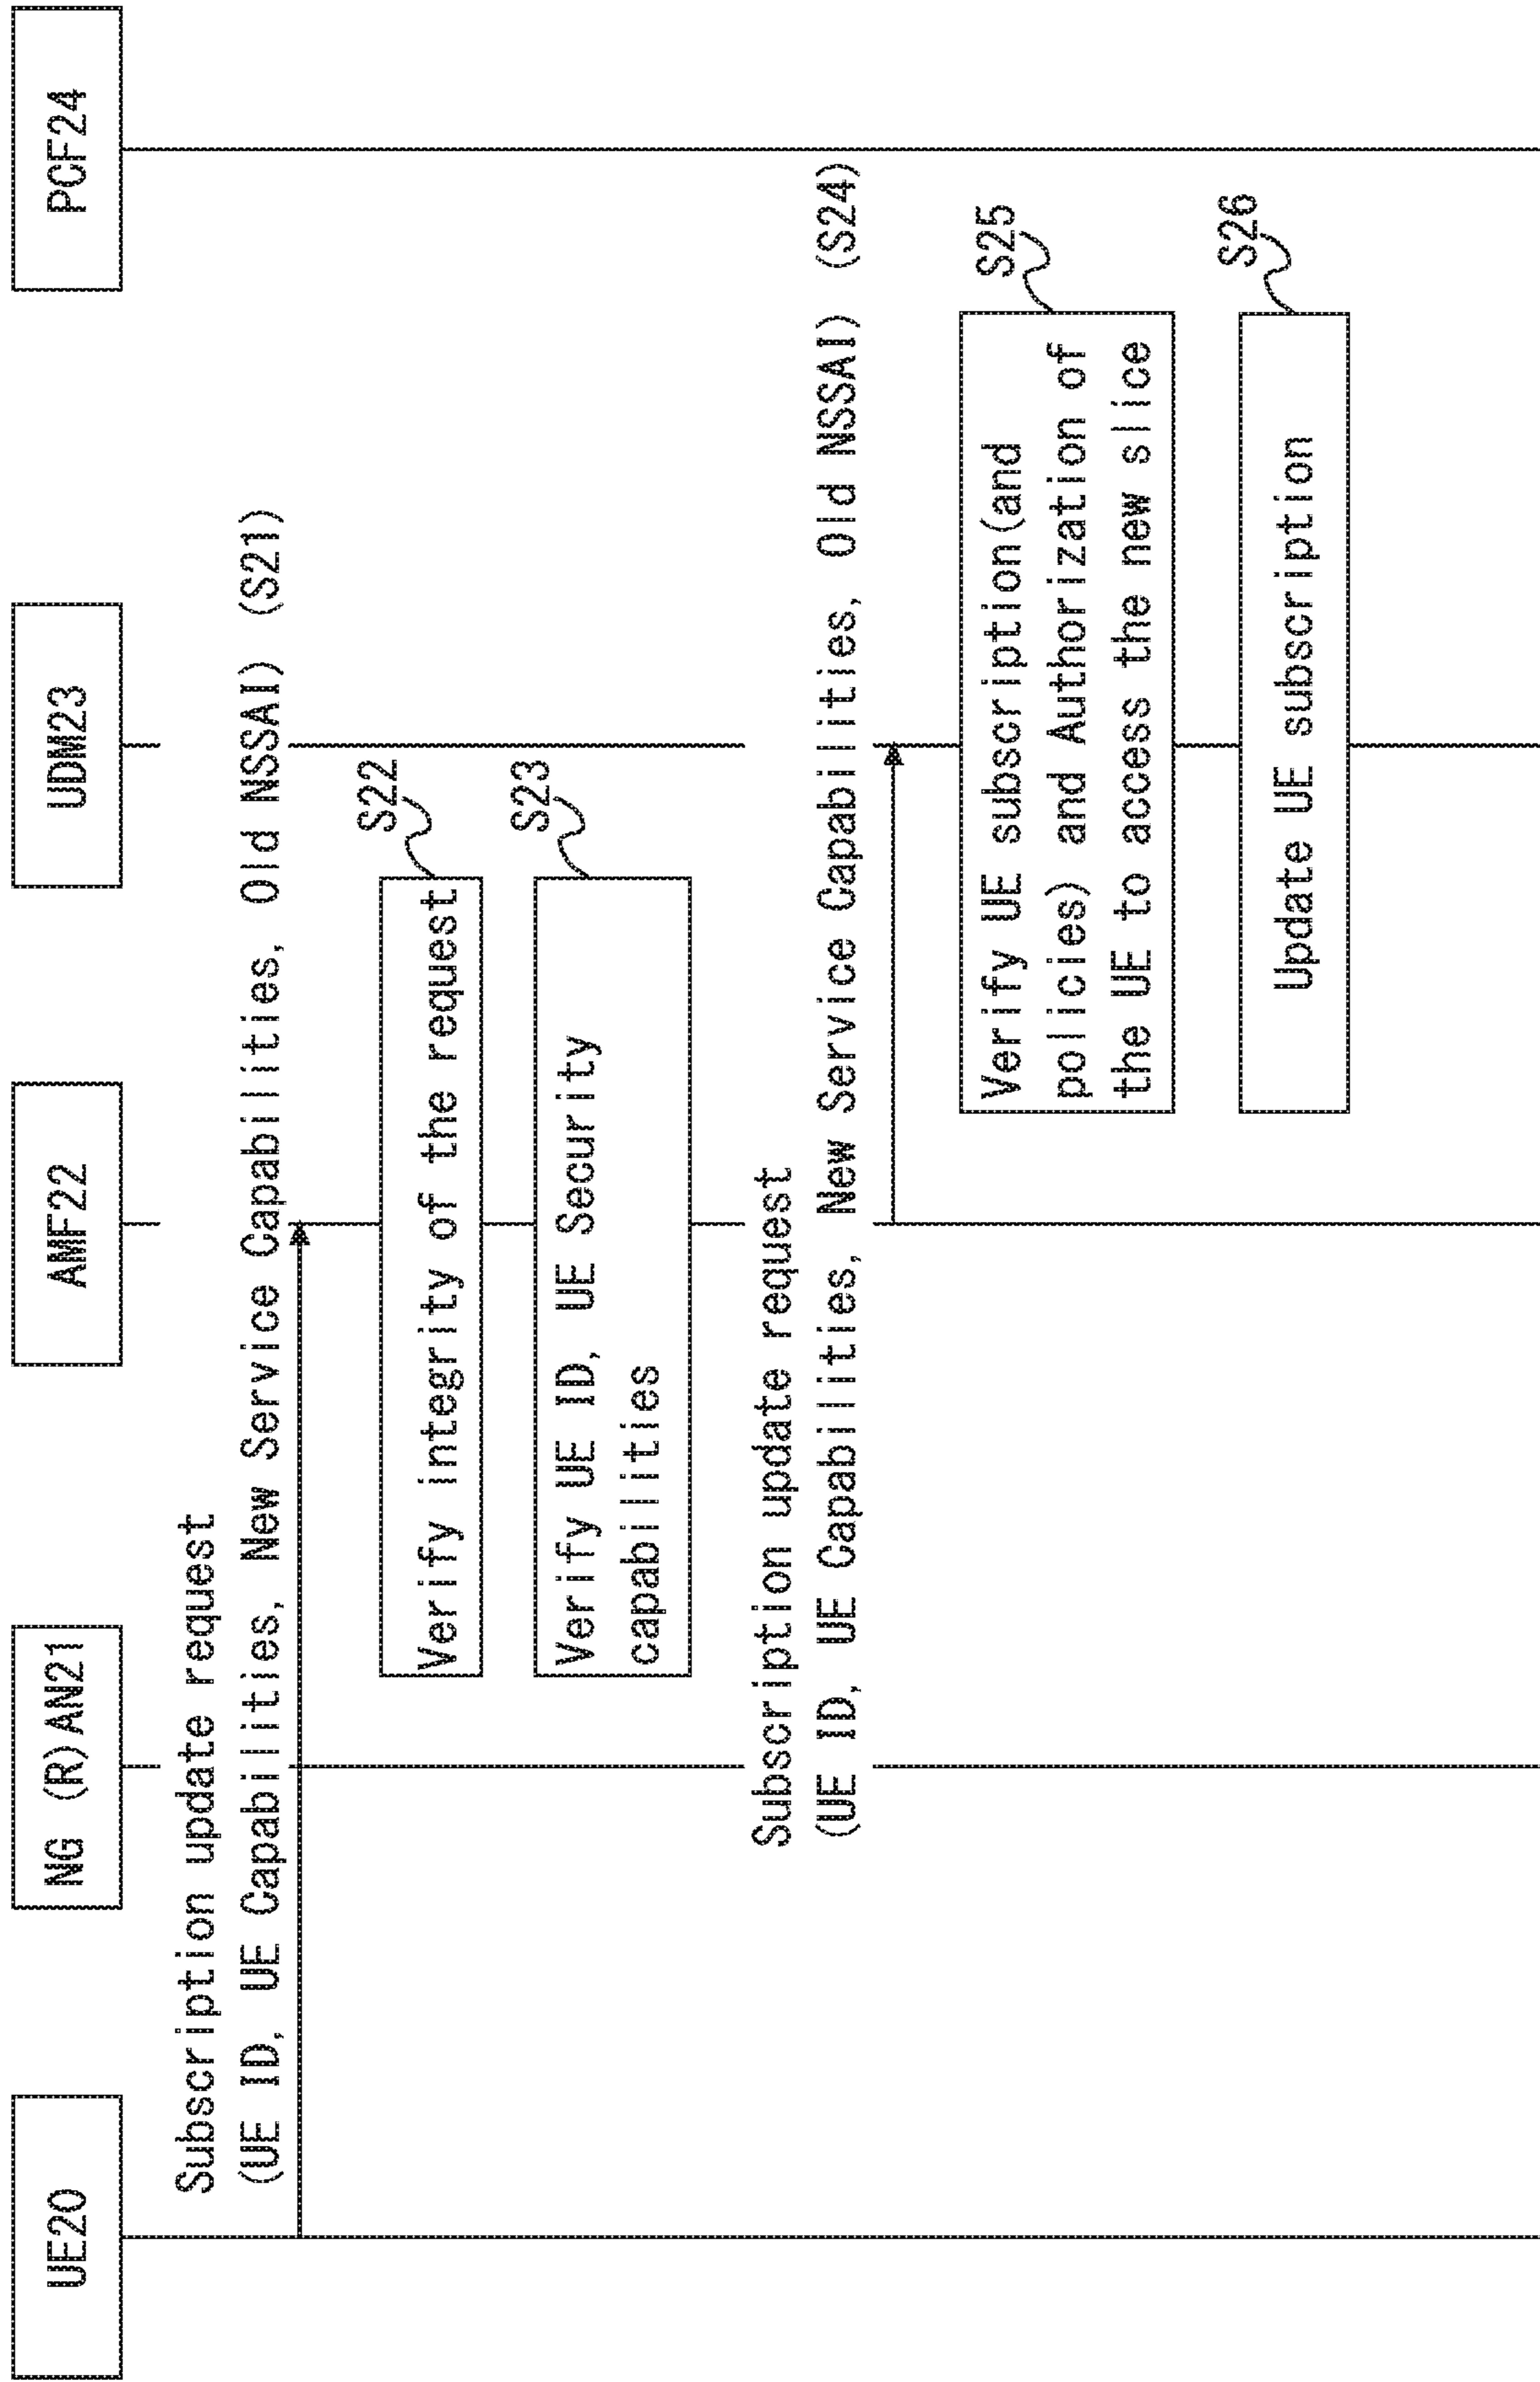 UE20
NG (R)AN21
AMF22
UDM23
PCF24
Subscription update request
(UE ID, UE Capabilities, New Service Capabilities, Old NSSAI) (S21)
S22
Verify integrity of the request
S23
Verify UE ID, UE Security
capabilities
Subscription update request
(UE ID, UE Capabilities, New Service Capabilities, Old NSSAI) (S24)
S25
Verify UE subscription(and
policies) and Authorization of
the UE to access the new slice
S26
Update UE subscription